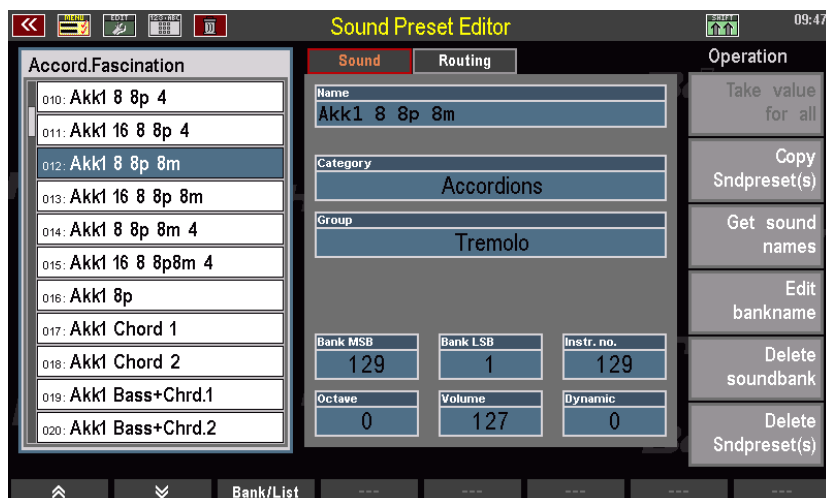 MENU
EDIT
123-ABC
Sound Preset Editor
SHIFT
09:47
Accord.Fascination
010: Akk1 8 8p 4
011: Akk1 16 8 8p 4
012: Akk1 8 8p 8m
013: Akk1 16 8 8p 8m
014: Akk1 8 8p 8m 4
015: Akk1 16 8 8p8m 4
016: Akk1 8p
017: Akk1 Chord 1
018: Akk1 Chord 2
019: Akk1 Bass+Chrd.1
020: Akk1 Bass+Chrd.2
Sound
Routing
Name
Akk1 8 8p 8m
Category
Accordions
Group
Tremolo
Bank MSB
129
Bank LSB
1
Instr. no.
129
Octave
0
Volume
127
Dynamic
0
Operation
Take value
for all
Copy
Sndpreset(s)
Get sound
names
Edit
bankname
Delete
soundbank
Delete
Sndpreset(s)
Bank/List
---
---
---
---
---